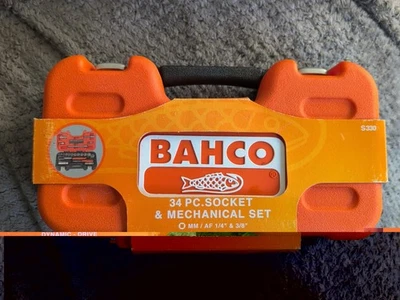 S330
BAHCO
34 PC.SOCKET
& MECHANICAL SET
MM / AF 1/4" & 3/8"
DYNAMIC - DRIVE